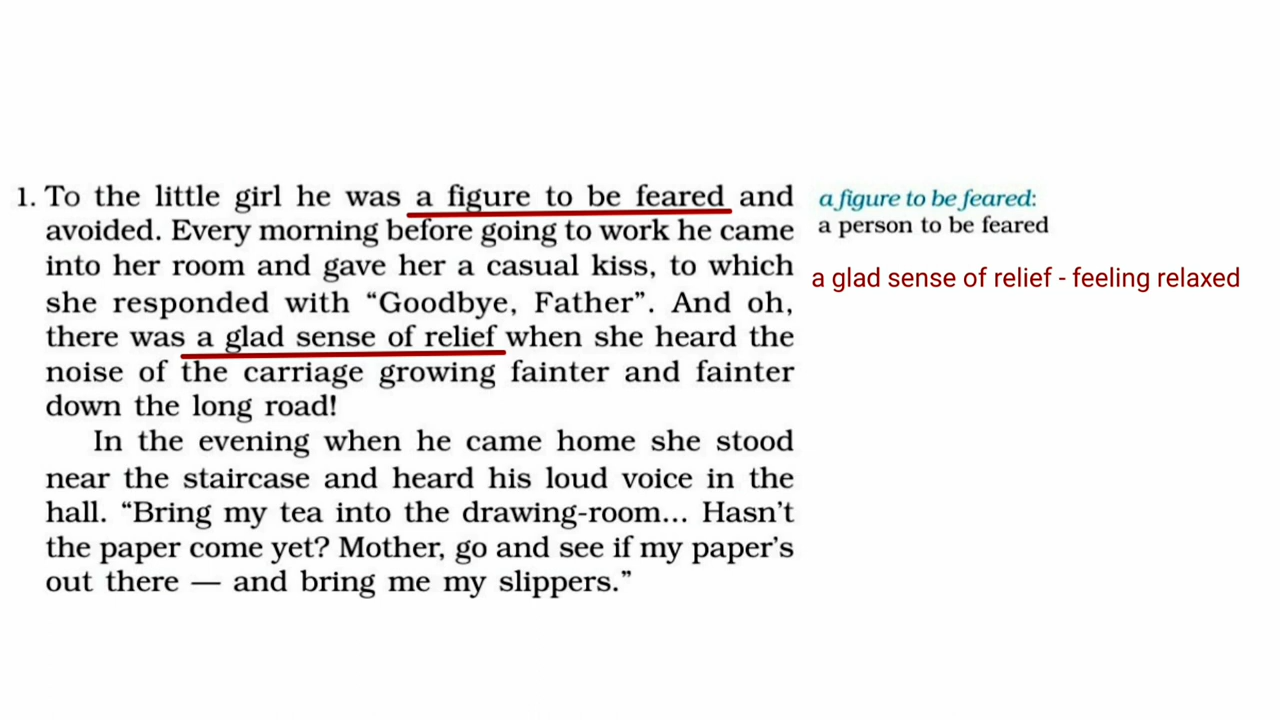 1. To the little girl he was a figure to be feared and
avoided. Every morning before going to work he came
into her room and gave her a casual kiss, to which
she responded with “Goodbye, Father”. And oh,
there was a glad sense of relief when she heard the
noise of the carriage growing fainter and fainter
down the long road!
In the evening when he came home she stood
near the staircase and heard his loud voice in the
hall. “Bring my tea into the drawing-room... Hasn’t
the paper come yet? Mother, go and see if my paper’s
out there — and bring me my slippers.”
a figure to be feared:
a person to be feared
a glad sense of relief - feeling relaxed